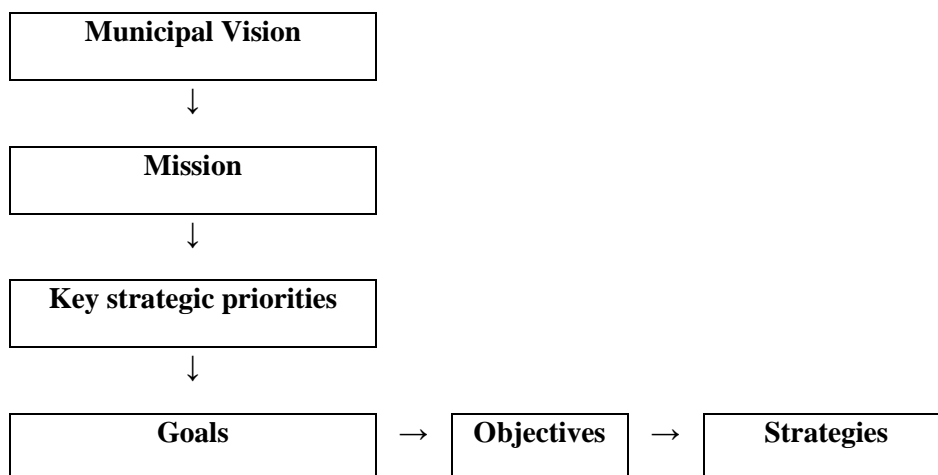 Municipal Vision
↓
Mission
↓
Key strategic priorities
↓
Goals → Objectives → Strategies